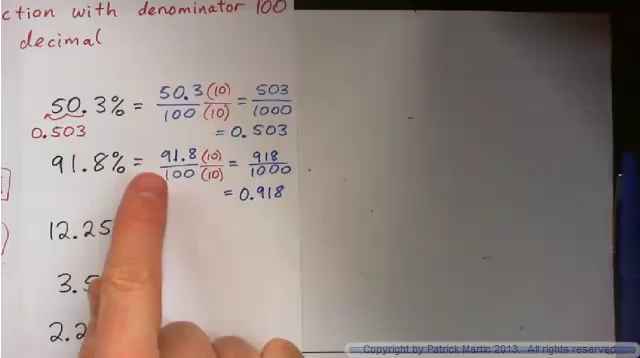 ction with denominator 100
decimal
50.3% = 50.3(10)/100(10) = 503/1000
0.503 = 0.503
91.8% = 91.8(10)/100(10) = 918/1000
= 0.918
12.25
3.5
2.2
Copyright by Patrick Martin 2013. All rights reserved